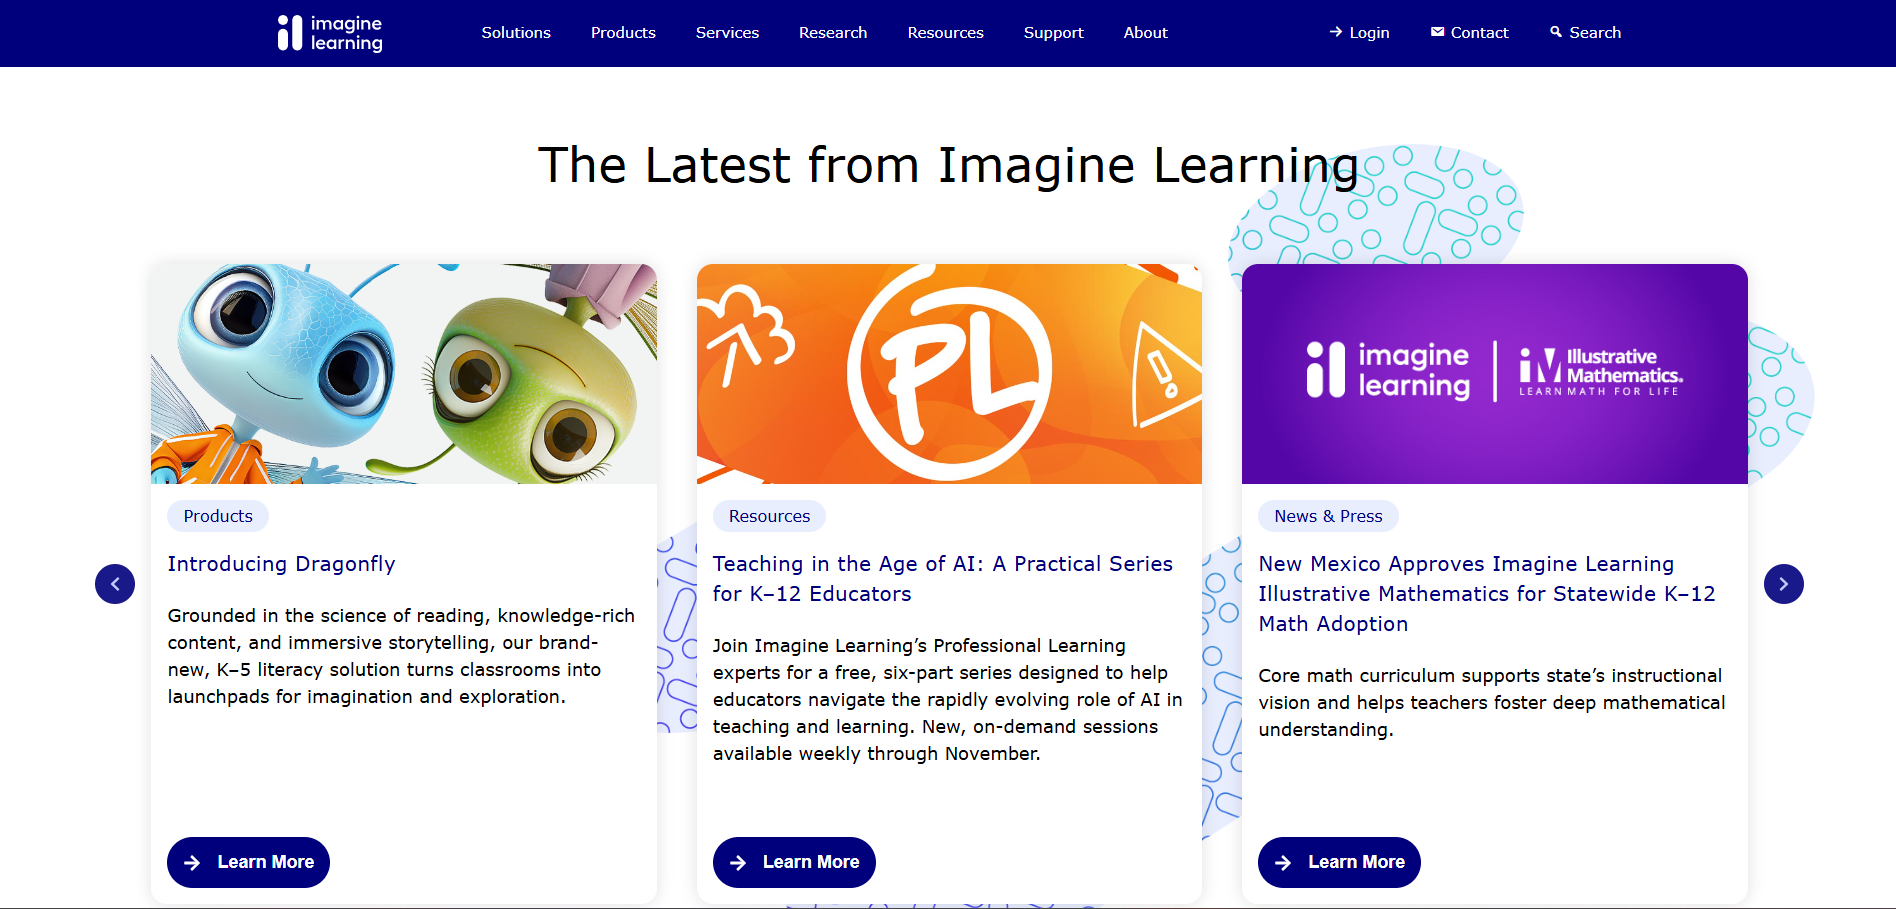 imagine
learning
Solutions Products Services Research Resources Support About Login Contact Search
The Latest from Imagine Learning
PL
imagine
learning
Illustrative
Mathematics.
LEARN MATH FOR LIFE
Products
Introducing Dragonfly
Grounded in the science of reading, knowledge-rich
content, and immersive storytelling, our brand-
new, K–5 literacy solution turns classrooms into
launchpads for imagination and exploration.
Learn More
Resources
Teaching in the Age of AI: A Practical Series
for K–12 Educators
Join Imagine Learning’s Professional Learning
experts for a free, six-part series designed to help
educators navigate the rapidly evolving role of AI in
teaching and learning. New, on-demand sessions
available weekly through November.
Learn More
News & Press
New Mexico Approves Imagine Learning
Illustrative Mathematics for Statewide K–12
Math Adoption
Core math curriculum supports state’s instructional
vision and helps teachers foster deep mathematical
understanding.
Learn More